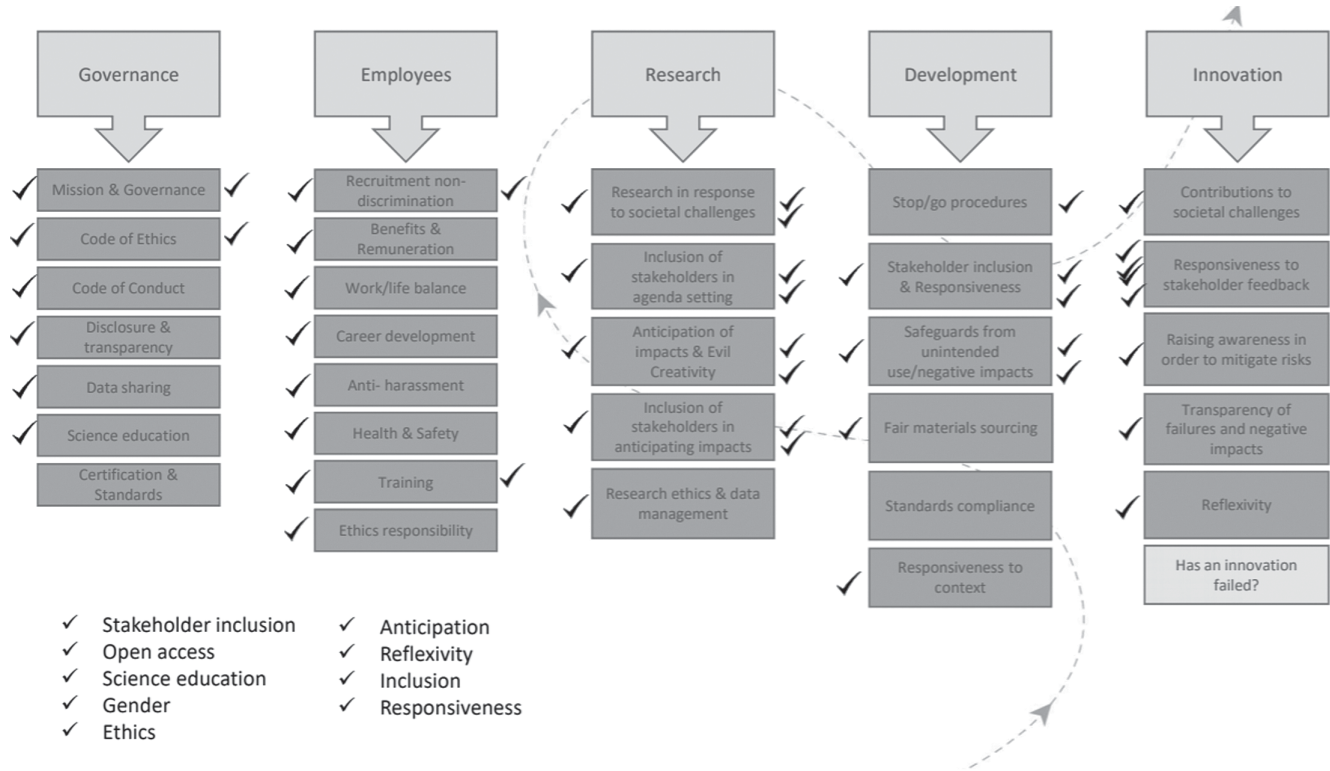 Governance
Employees
Research
Development
Innovation
Mission & Governance
Code of Ethics
Code of Conduct
Disclosure &
transparency
Data sharing
Science education
Certification &
Standards
Recruitment non-
discrimination
Benefits &
Remuneration
Work/life balance
Career development
Anti- harassment
Health & Safety
Training
Ethics responsibility
Research in response
to societal challenges
Inclusion of
stakeholders in
agenda setting
Anticipation of
impacts & Evil
Creativity
Inclusion of
stakeholders in
anticipating impacts
Research ethics & data
management
Stop/go procedures
Stakeholder inclusion
& Responsiveness
Safeguards from
unintended
use/negative impacts
Fair materials sourcing
Standards compliance
Responsiveness to
context
Contributions to
societal challenges
Responsiveness to
stakeholder feedback
Raising awareness in
order to mitigate risks
Transparency of
failures and negative
impacts
Reflexivity
Has an innovation
failed?
Stakeholder inclusion
Open access
Science education
Gender
Ethics
Anticipation
Reflexivity
Inclusion
Responsiveness